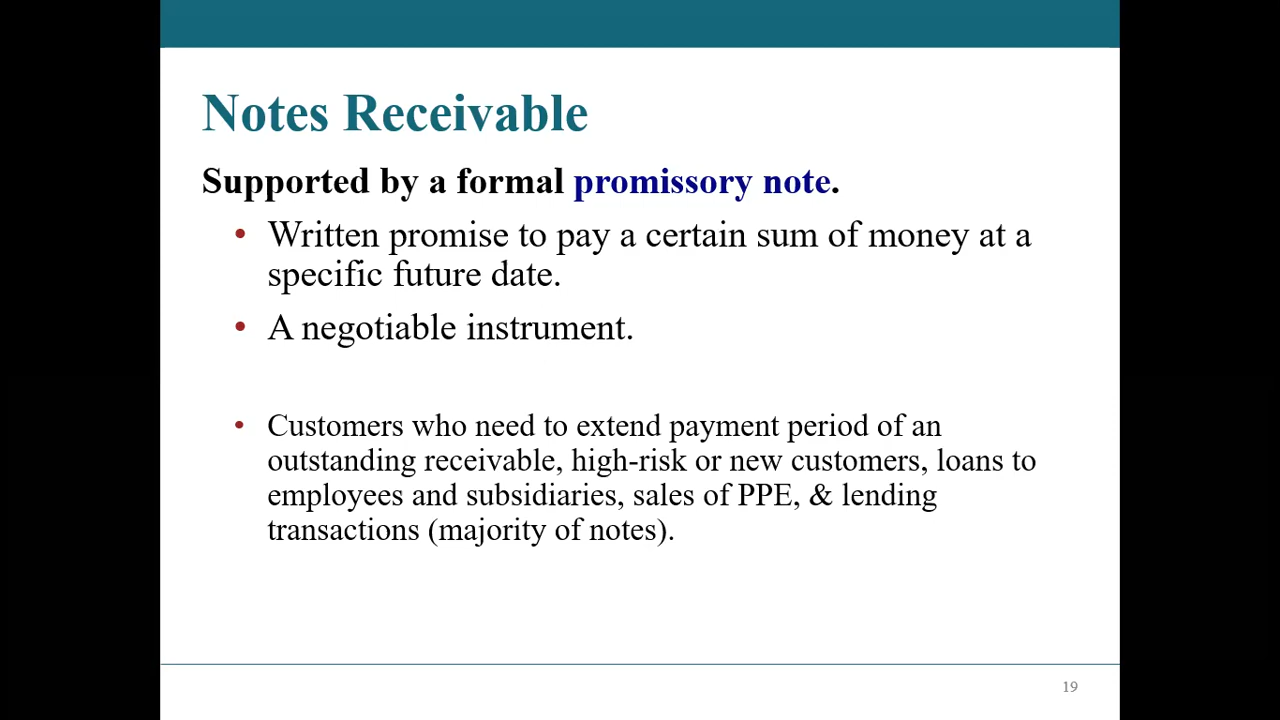 Notes Receivable
Supported by a formal promissory note.
• Written promise to pay a certain sum of money at a
specific future date.
• A negotiable instrument.
• Customers who need to extend payment period of an
outstanding receivable, high-risk or new customers, loans to
employees and subsidiaries, sales of PPE, & lending
transactions (majority of notes).
19